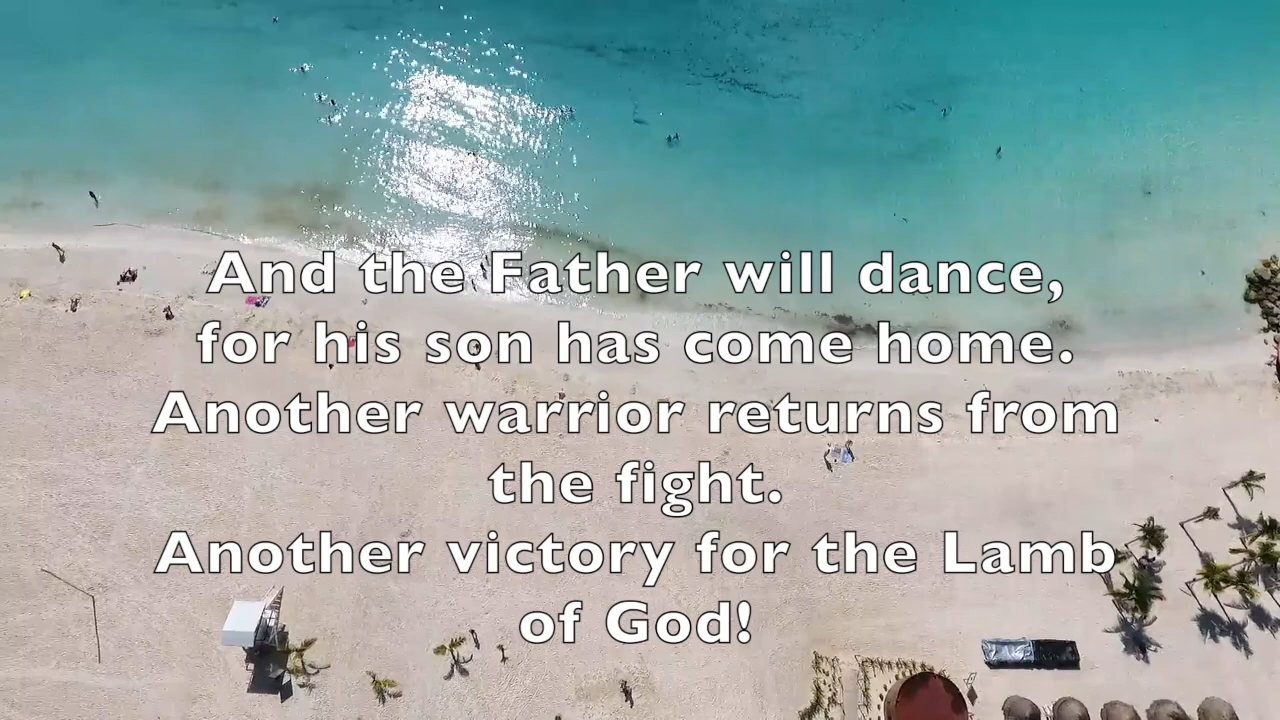 And the Father will dance,
for his son has come home.
Another warrior returns from
the fight.
Another victory for the Lamb
of God!